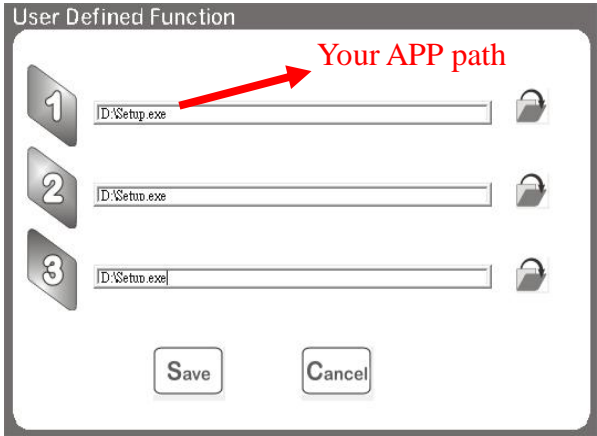 User Defined Function
Your APP path
1
D:\Setup.exe
2
D:\Setup.exe
3
D:\Setup.exe
Save
Cancel